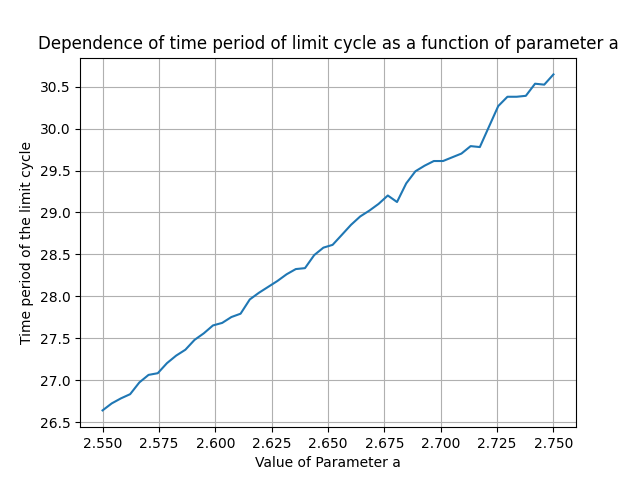 Dependence of time period of limit cycle as a function of parameter a
30.5
30.0
29.5
29.0
28.5
28.0
27.5
27.0
26.5
Time period of the limit cycle
2.550 2.575 2.600 2.625 2.650 2.675 2.700 2.725 2.750
Value of Parameter a